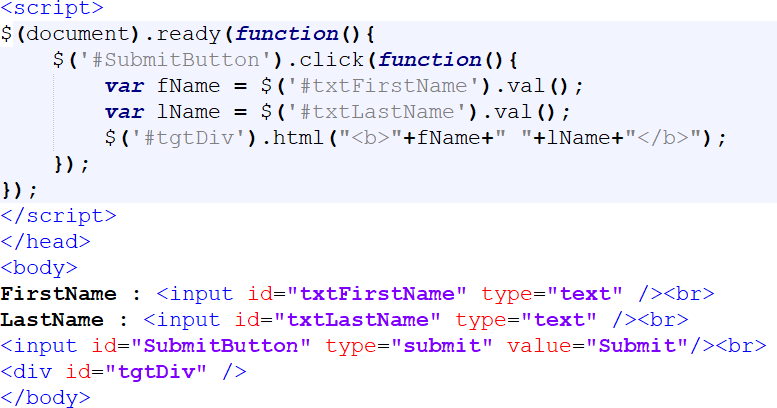 <script>
$(document).ready(function(){
    $('#SubmitButton').click(function(){
        var fName = $('#txtFirstName').val();
        var lName = $('#txtLastName').val();
        $('#tgtDiv').html("<b>"+fName+" "+lName+"</b>");
    });
});
</script>
</head>
<body>
FirstName : <input id="txtFirstName" type="text" /><br>
LastName : <input id="txtLastName" type="text" /><br>
<input id="SubmitButton" type="submit" value="Submit"/><br>
<div id="tgtDiv" />
</body>